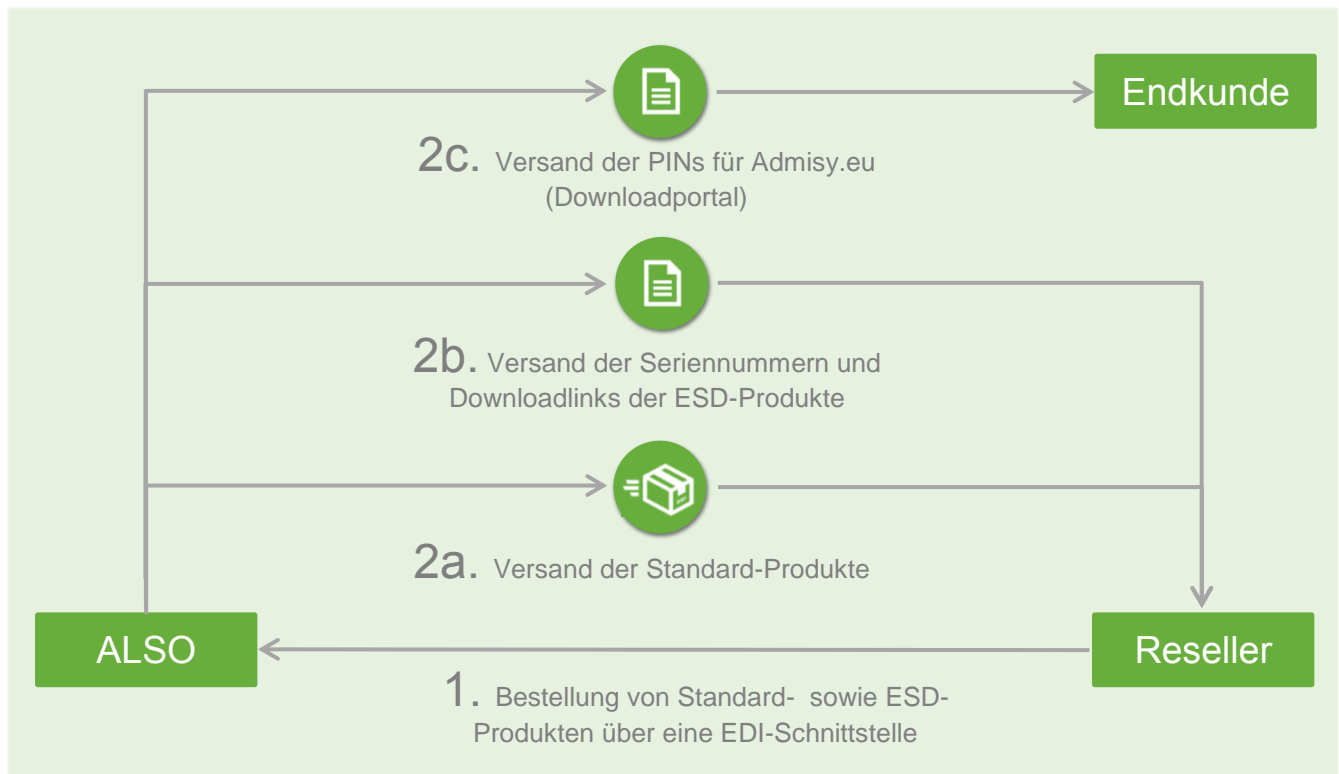 Endkunde
2c. Versand der PINs für Admisy.eu
(Downloadportal)
2b. Versand der Seriennummern und
Downloadlinks der ESD-Produkte
2a. Versand der Standard-Produkte
ALSO
Reseller
1. Bestellung von Standard- sowie ESD-
Produkten über eine EDI-Schnittstelle